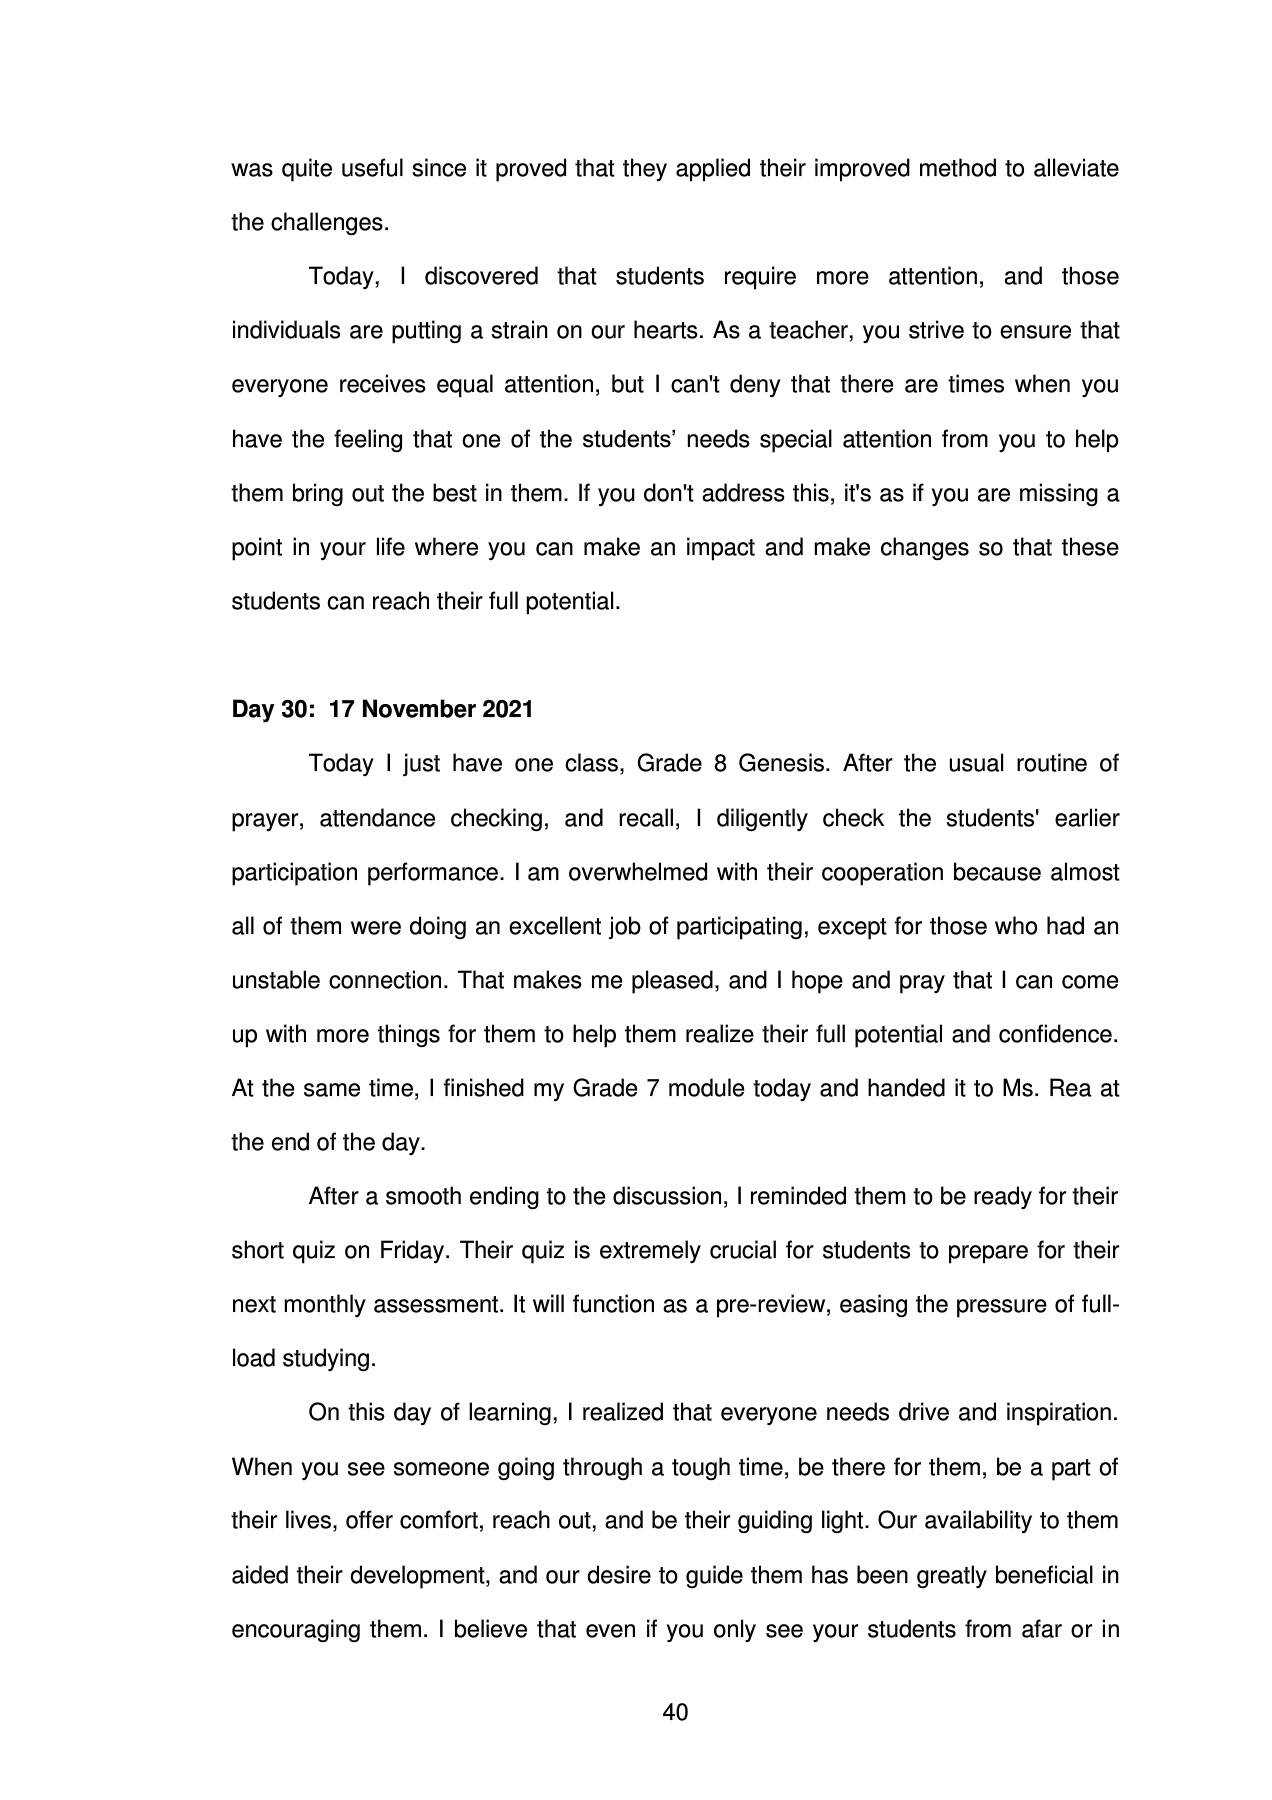 was quite useful since it proved that they applied their improved method to alleviate
the challenges.
Today, I discovered that students require more attention, and those
individuals are putting a strain on our hearts. As a teacher, you strive to ensure that
everyone receives equal attention, but I can't deny that there are times when you
have the feeling that one of the students’ needs special attention from you to help
them bring out the best in them. If you don't address this, it's as if you are missing a
point in your life where you can make an impact and make changes so that these
students can reach their full potential.
Day 30:  17 November 2021
Today I just have one class, Grade 8 Genesis. After the usual routine of
prayer, attendance checking, and recall, I diligently check the students' earlier
participation performance. I am overwhelmed with their cooperation because almost
all of them were doing an excellent job of participating, except for those who had an
unstable connection. That makes me pleased, and I hope and pray that I can come
up with more things for them to help them realize their full potential and confidence.
At the same time, I finished my Grade 7 module today and handed it to Ms. Rea at
the end of the day.
After a smooth ending to the discussion, I reminded them to be ready for their
short quiz on Friday. Their quiz is extremely crucial for students to prepare for their
next monthly assessment. It will function as a pre-review, easing the pressure of full-
load studying.
On this day of learning, I realized that everyone needs drive and inspiration.
When you see someone going through a tough time, be there for them, be a part of
their lives, offer comfort, reach out, and be their guiding light. Our availability to them
aided their development, and our desire to guide them has been greatly beneficial in
encouraging them. I believe that even if you only see your students from afar or in
40